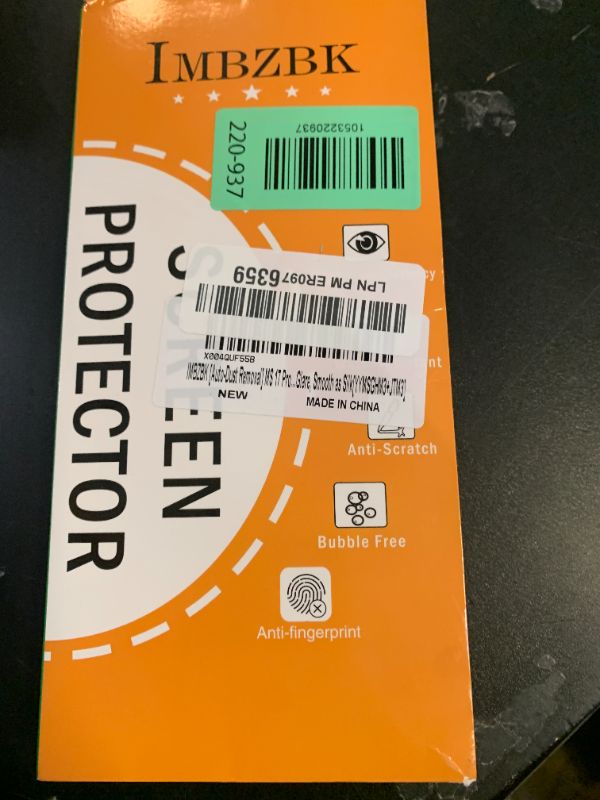 IMBZBK
1053220937
220-937
SCREEN
PROTECTOR
LPN PM ER0976359
X004QUF55B
NEW
MADE IN CHINA
Anti-Scratch
Bubble Free
Anti-fingerprint